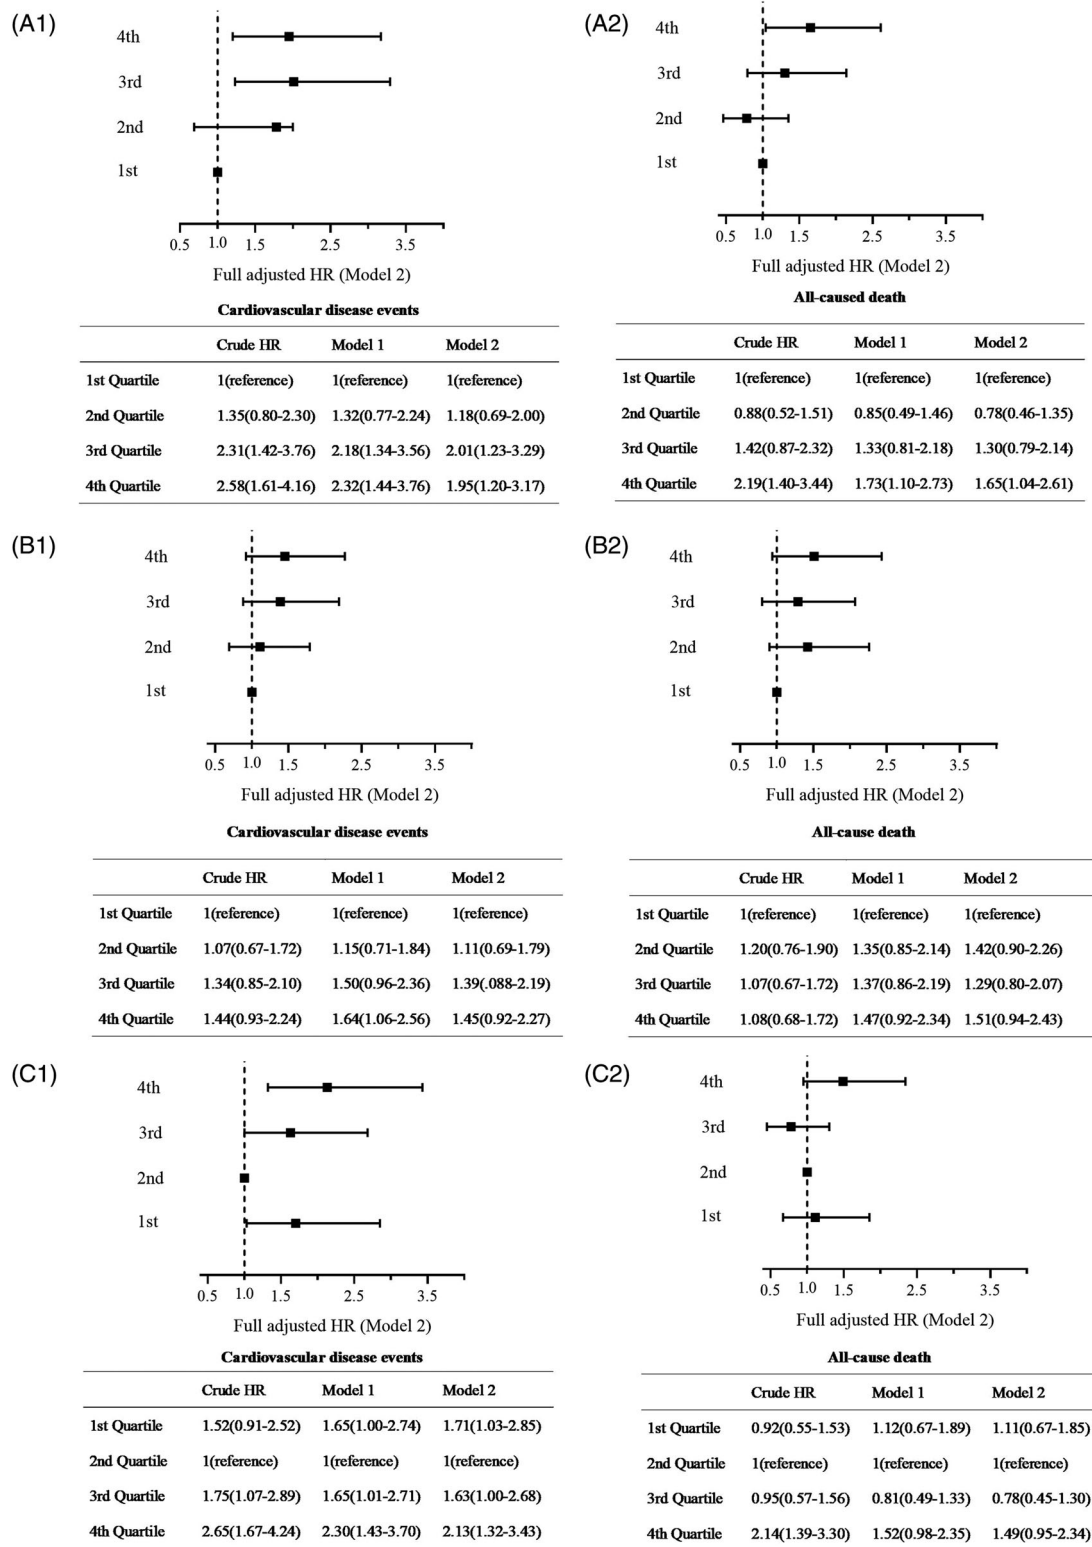 (A1)
4th
3rd
2nd
1st
0.5 1.0 1.5 2.5 3.5
Full adjusted HR (Model 2)
Cardiovascular disease events
Crude HR Model 1 Model 2
1st Quartile 1(reference) 1(reference) 1(reference)
2nd Quartile 1.35(0.80-2.30) 1.32(0.77-2.24) 1.18(0.69-2.00)
3rd Quartile 2.31(1.42-3.76) 2.18(1.34-3.56) 2.01(1.23-3.29)
4th Quartile 2.58(1.61-4.16) 2.32(1.44-3.76) 1.95(1.20-3.17)
(A2)
4th
3rd
2nd
1st
0.5 1.0 1.5 2.5 3.5
Full adjusted HR (Model 2)
All-caused death
Crude HR Model 1 Model 2
1st Quartile 1(reference) 1(reference) 1(reference)
2nd Quartile 0.88(0.52-1.51) 0.85(0.49-1.46) 0.78(0.46-1.35)
3rd Quartile 1.42(0.87-2.32) 1.33(0.81-2.18) 1.30(0.79-2.14)
4th Quartile 2.19(1.40-3.44) 1.73(1.10-2.73) 1.65(1.04-2.61)
(B1)
4th
3rd
2nd
1st
0.5 1.0 1.5 2.5 3.5
Full adjusted HR (Model 2)
Cardiovascular disease events
Crude HR Model 1 Model 2
1st Quartile 1(reference) 1(reference) 1(reference)
2nd Quartile 1.07(0.67-1.72) 1.15(0.71-1.84) 1.11(0.69-1.79)
3rd Quartile 1.34(0.85-2.10) 1.50(0.96-2.36) 1.39(.088-2.19)
4th Quartile 1.44(0.93-2.24) 1.64(1.06-2.56) 1.45(0.92-2.27)
(B2)
4th
3rd
2nd
1st
0.5 1.0 1.5 2.5 3.5
Full adjusted HR (Model 2)
All-cause death
Crude HR Model 1 Model 2
1st Quartile 1(reference) 1(reference) 1(reference)
2nd Quartile 1.20(0.76-1.90) 1.35(0.85-2.14) 1.42(0.90-2.26)
3rd Quartile 1.07(0.67-1.72) 1.37(0.86-2.19) 1.29(0.80-2.07)
4th Quartile 1.08(0.68-1.72) 1.47(0.92-2.34) 1.51(0.94-2.43)
(C1)
4th
3rd
2nd
1st
0.5 1.0 1.5 2.5 3.5
Full adjusted HR (Model 2)
Cardiovascular disease events
Crude HR Model 1 Model 2
1st Quartile 1.52(0.91-2.52) 1.65(1.00-2.74) 1.71(1.03-2.85)
2nd Quartile 1(reference) 1(reference) 1(reference)
3rd Quartile 1.75(1.07-2.89) 1.65(1.01-2.71) 1.63(1.00-2.68)
4th Quartile 2.65(1.67-4.24) 2.30(1.43-3.70) 2.13(1.32-3.43)
(C2)
4th
3rd
2nd
1st
0.5 1.0 1.5 2.5 3.5
Full adjusted HR (Model 2)
All-cause death
Crude HR Model 1 Model 2
1st Quartile 0.92(0.55-1.53) 1.12(0.67-1.89) 1.11(0.67-1.85)
2nd Quartile 1(reference) 1(reference) 1(reference)
3rd Quartile 0.95(0.57-1.56) 0.81(0.49-1.33) 0.78(0.45-1.30)
4th Quartile 2.14(1.39-3.30) 1.52(0.98-2.35) 1.49(0.95-2.34)